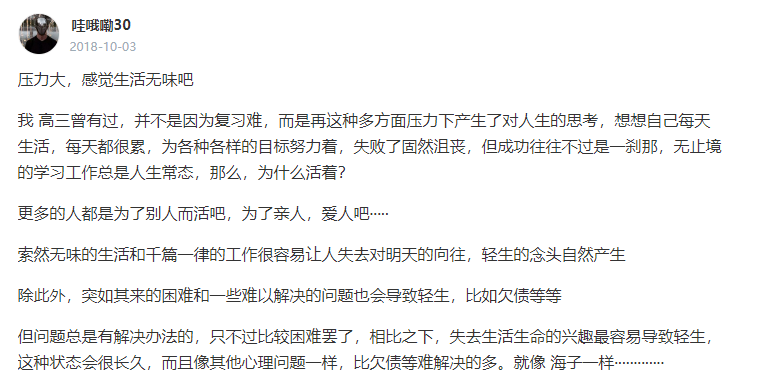 哇哦嘞30
2018-10-03
压力大，感觉生活无味吧
我 高三曾有过，并不是因为复习难，而是再这种多方面压力下产生了对人生的思考，想想自己每天
生活，每天都很累，为各种各样的目标努力着，失败了固然沮丧，但成功往往不过是一刹那，无止境
的学习工作总是人生常态，那么，为什么活着？
更多的人都是为了别人而活吧，为了亲人，爱人吧·····
索然无味的生活和千篇一律的工作很容易让人失去对明天的向往，轻生的念头自然产生
除此外，突如其来的困难和一些难以解决的问题也会导致轻生，比如欠债等等
但问题总是有解决办法的，只不过比较困难罢了，相比之下，失去生活生命的兴趣最容易导致轻生，
这种状态会很长久，而且像其他心理问题一样，比欠债等难解决的多。就像 海子一样·············